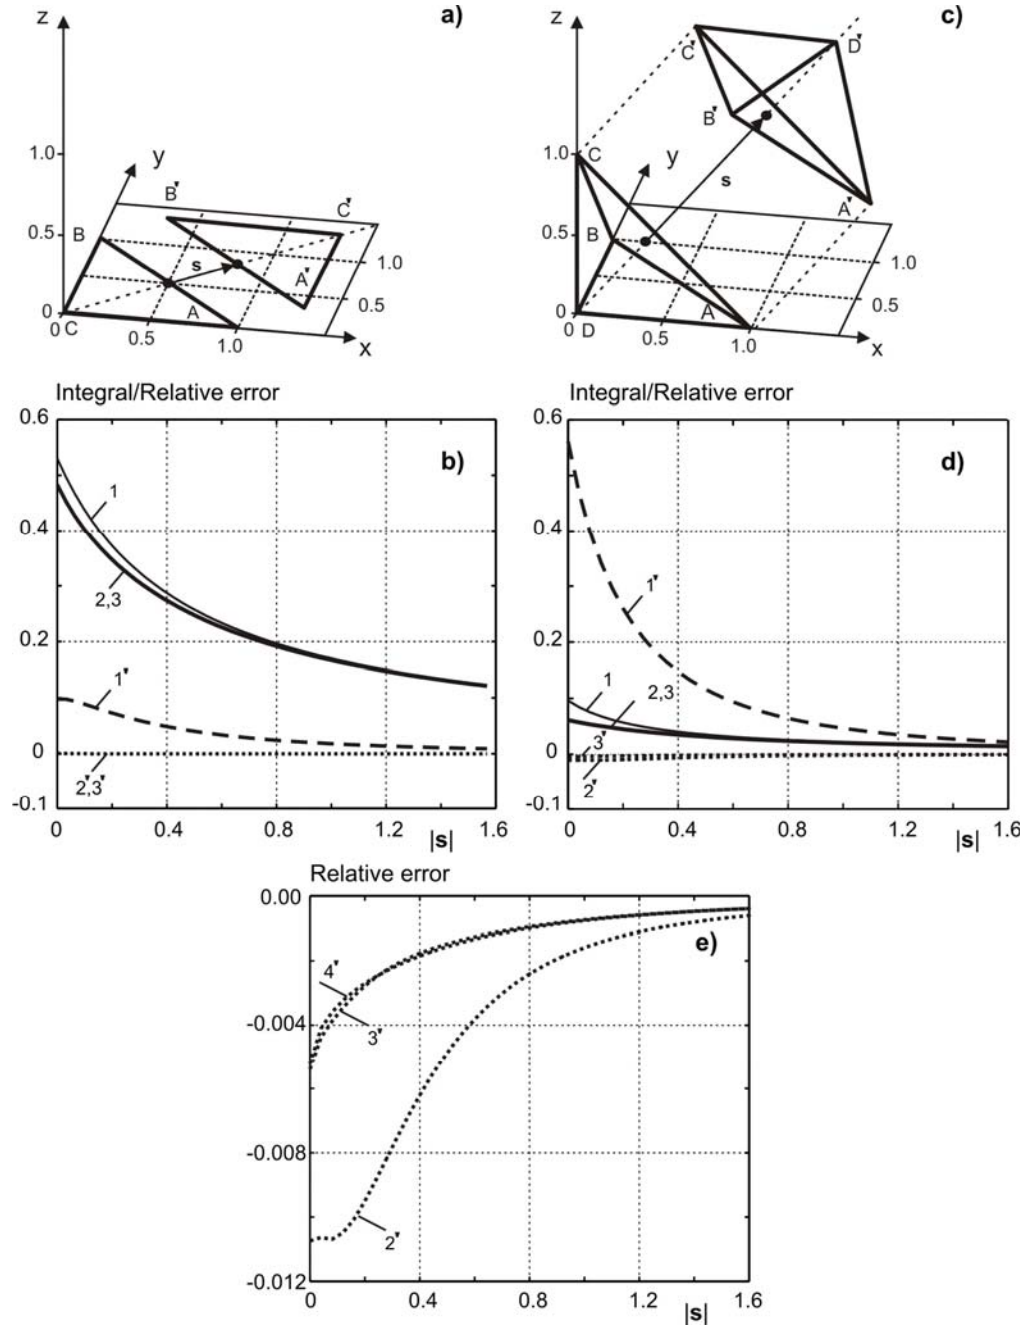 z a)
y
B▾ C▾
1.0
B
0.5 s 1.0
A▾
0 A 0.5
C 0.5 1.0 x
z c)
C▾ D▾
B▾
1.0 C y s
A▾
0.5 B 1.0
A 0.5
0 D 0.5 1.0 x
Integral/Relative error
0.6
b)
1
0.4
2,3
0.2
1▾
0
2▾,3▾
-0.1
0 0.4 0.8 1.2 1.6
|s|
Integral/Relative error
0.6
d)
0.4
1▾
0.2
1 2,3
0
3▾
2▾
-0.1
0 0.4 0.8 1.2 1.6
|s|
Relative error
0.00
e)
4▾
-0.004
3▾
-0.008
2▾
-0.012
0 0.4 0.8 1.2 1.6
|s|